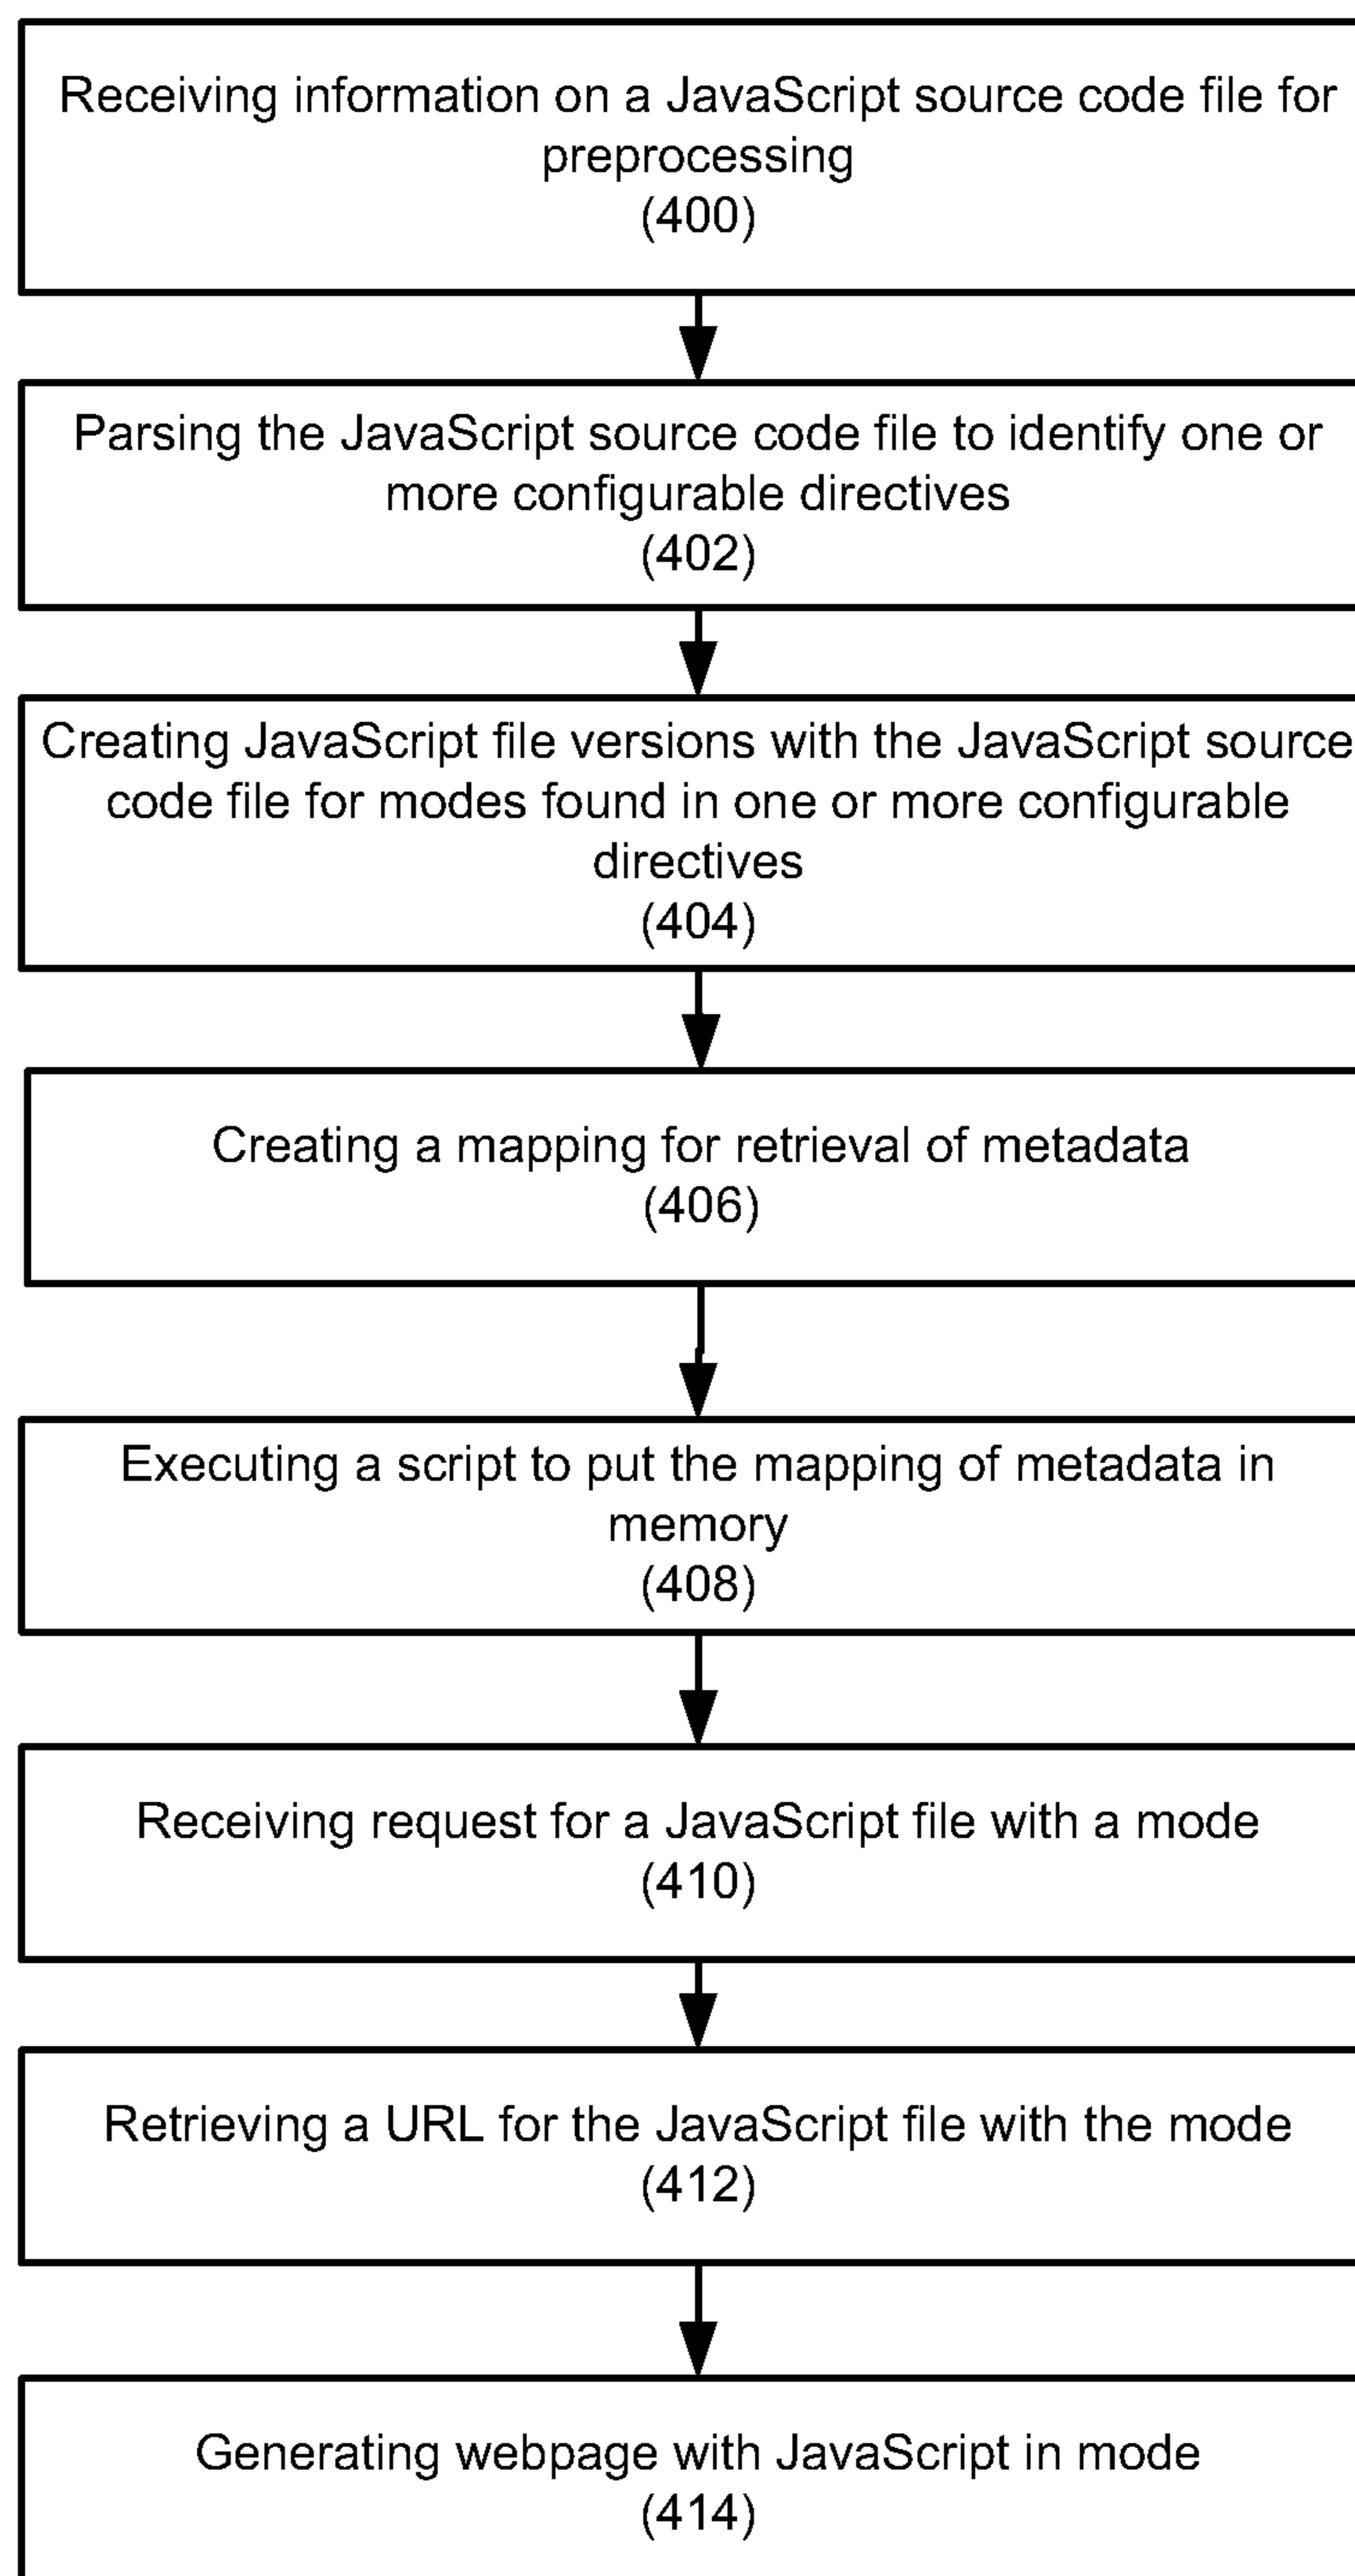 Receiving information on a JavaScript source code file for
preprocessing
(400)
Parsing the JavaScript source code file to identify one or
more configurable directives
(402)
Creating JavaScript file versions with the JavaScript source
code file for modes found in one or more configurable
directives
(404)
Creating a mapping for retrieval of metadata
(406)
Executing a script to put the mapping of metadata in
memory
(408)
Receiving request for a JavaScript file with a mode
(410)
Retrieving a URL for the JavaScript file with the mode
(412)
Generating webpage with JavaScript in mode
(414)